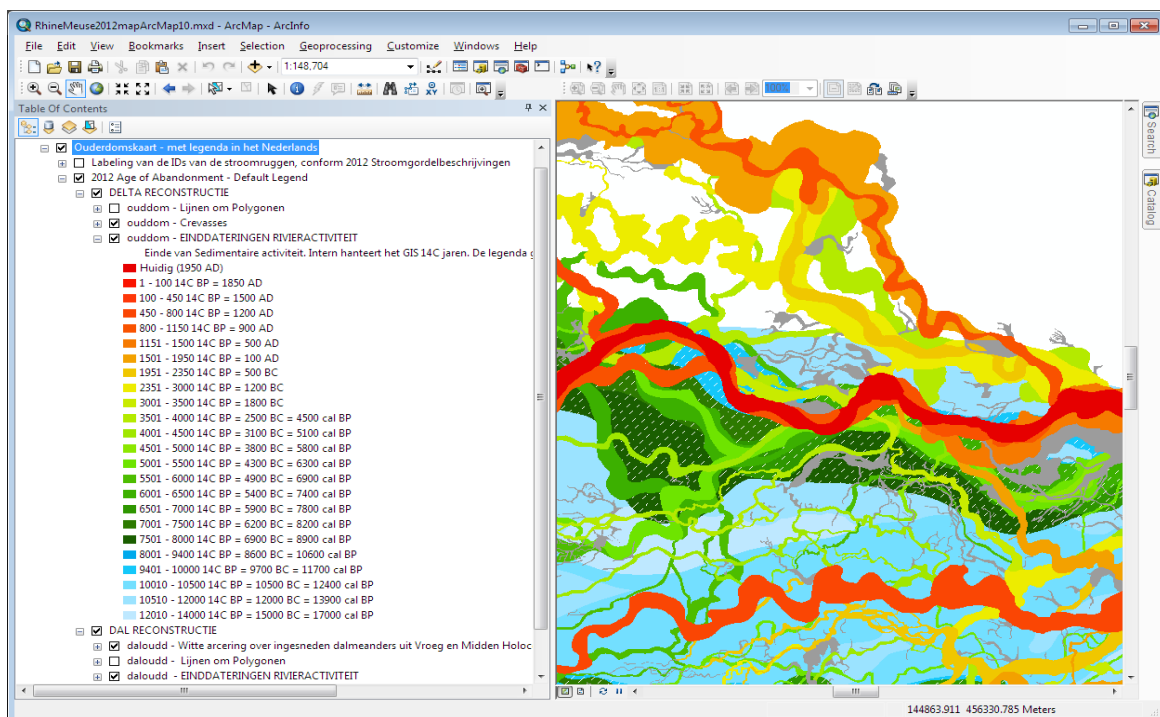 RhineMeuse2012mapArcMap10.mxd - ArcMap - ArcInfo
File Edit View Bookmarks Insert Selection Geoprocessing Customize Windows Help
1:148,704
100%
Table Of Contents
Ouderdomskaart - met legenda in het Nederlands
Labeling van de IDs van de stroomruggen, conform 2012 Stroomgordelbeschrijvingen
2012 Age of Abandonment - Default Legend
DELTA RECONSTRUCTIE
ouddom - Lijnen om Polygonen
ouddom - Crevasses
ouddom - EINDDATERINGEN RIVIERACTIVITEIT
Einde van Sedimentaire activiteit. Intern hanteert het GIS 14C jaren. De legenda g
Huidig (1950 AD)
1 - 100 14C BP = 1850 AD
100 - 450 14C BP = 1500 AD
450 - 800 14C BP = 1200 AD
800 - 1150 14C BP = 900 AD
1151 - 1500 14C BP = 500 AD
1501 - 1950 14C BP = 100 AD
1951 - 2350 14C BP = 500 BC
2351 - 3000 14C BP = 1200 BC
3001 - 3500 14C BP = 1800 BC
3501 - 4000 14C BP = 2500 BC = 4500 cal BP
4001 - 4500 14C BP = 3100 BC = 5100 cal BP
4501 - 5000 14C BP = 3800 BC = 5800 cal BP
5001 - 5500 14C BP = 4300 BC = 6300 cal BP
5501 - 6000 14C BP = 4900 BC = 6900 cal BP
6001 - 6500 14C BP = 5400 BC = 7400 cal BP
6501 - 7000 14C BP = 5900 BC = 7800 cal BP
7001 - 7500 14C BP = 6200 BC = 8200 cal BP
7501 - 8000 14C BP = 6900 BC = 8900 cal BP
8001 - 9400 14C BP = 8600 BC = 10600 cal BP
9401 - 10000 14C BP = 9700 BC = 11700 cal BP
10010 - 10500 14C BP = 10500 BC = 12400 cal BP
10510 - 12000 14C BP = 12000 BC = 13900 cal BP
12010 - 14000 14C BP = 15000 BC = 17000 cal BP
DAL RECONSTRUCTIE
daloudd - Witte arcering over ingesneden dalmeanders uit Vroeg en Midden Holoc
daloudd - Lijnen om Polygonen
daloudd - EINDDATERINGEN RIVIERACTIVITEIT
Search
Catalog
144863.911 456330.785 Meters